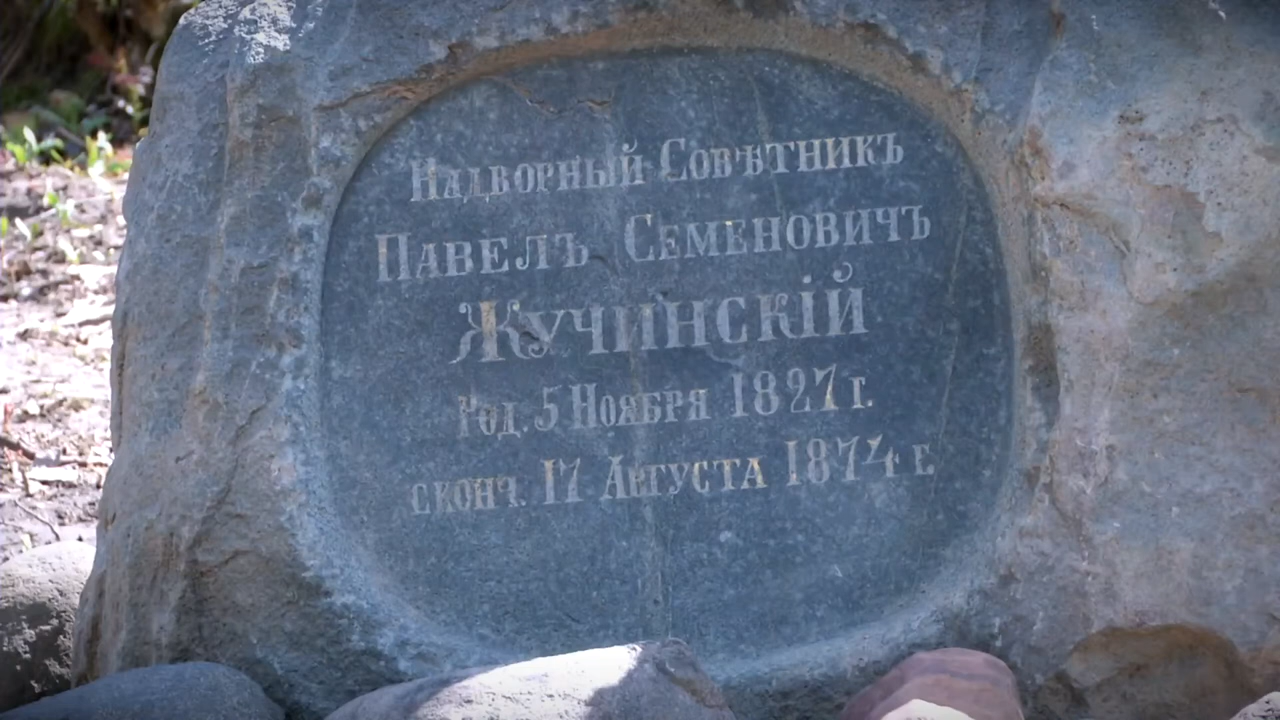 Надворный Совѣтникъ
Павелъ Семеновичъ
Жучинскій
род. 5 Ноября 1827 г.
сконч. 17 Августа 1874 г.